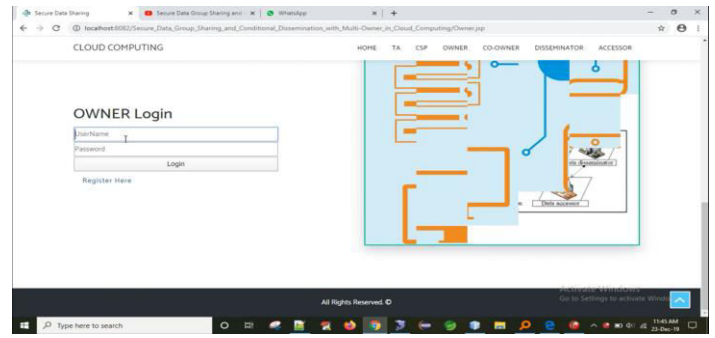 Secure Data Sharing
Secure Data Group Sharing and
WhatsApp
localhost:8082/Secure_Data_Group_Sharing_and_Conditional_Dissemination_with_Multi-Owner_in_Cloud_Computing/Owner.jsp
CLOUD COMPUTING
HOME TA CSP OWNER CO-OWNER DISSEMINATOR ACCESSOR
OWNER Login
UserName
Password
Login
Register Here
disseminator
Data accessor
All Rights Reserved. ©
Activate Windows
Go to Settings to activate Windo
Type here to search
11:45 AM
23-Dec-19